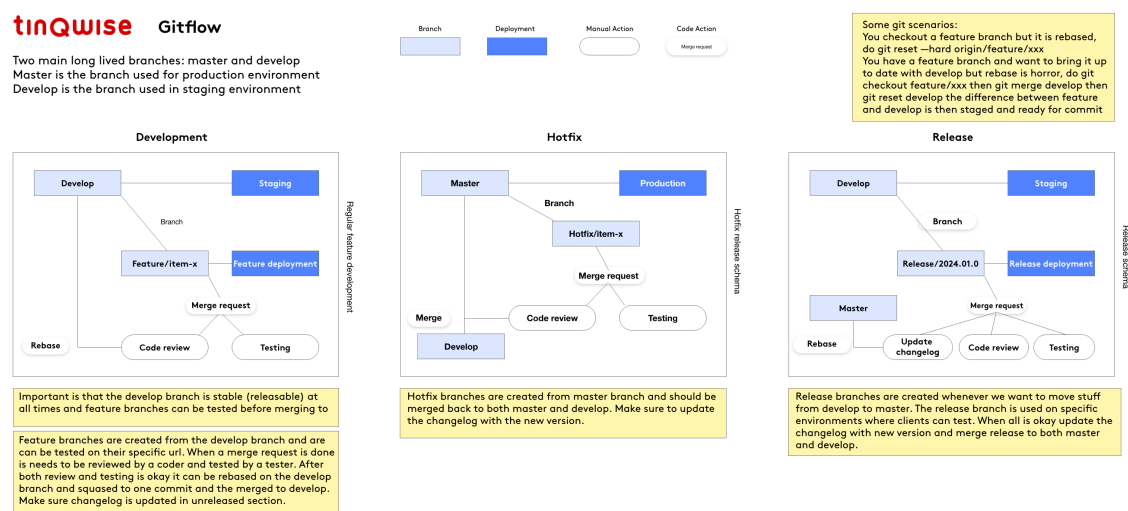 tinqwise
Gitflow
Two main long lived branches: master and develop
Master is the branch used for production environment
Develop is the branch used in staging environment
Branch
Deployment
Manual Action
Code Action
Merge request
Some git scenarios:
You checkout a feature branch but it is rebased,
do git reset —hard origin/feature/xxx
You have a feature branch and want to bring it up
to date with develop but rebase is horror, do git
checkout feature/xxx then git merge develop then
git reset develop the difference between feature
and develop is then staged and ready for commit
Development
Develop
Staging
Branch
Feature/item-x
Feature deployment
Merge request
Rebase
Code review
Testing
Regular feature development
Important is that the develop branch is stable (releasable) at
all times and feature branches can be tested before merging to
Feature branches are created from the develop branch and are
can be tested on their specific url. When a merge request is done
is needs to be reviewed by a coder and tested by a tester. After
both review and testing is okay it can be rebased on the develop
branch and squased to one commit and the merged to develop.
Make sure changelog is updated in unreleased section.
Hotfix
Master
Production
Branch
Hotfix/item-x
Merge request
Merge
Code review
Testing
Develop
Hotfix release schema
Hotfix branches are created from master branch and should be
merged back to both master and develop. Make sure to update
the changelog with the new version.
Release
Develop
Staging
Branch
Release/2024.01.0
Release deployment
Master
Merge request
Rebase
Update
changelog
Code review
Testing
Release schema
Release branches are created whenever we want to move stuff
from develop to master. The release branch is used on specific
environments where clients can test. When all is okay update the
changelog with new version and merge release to both master
and develop.